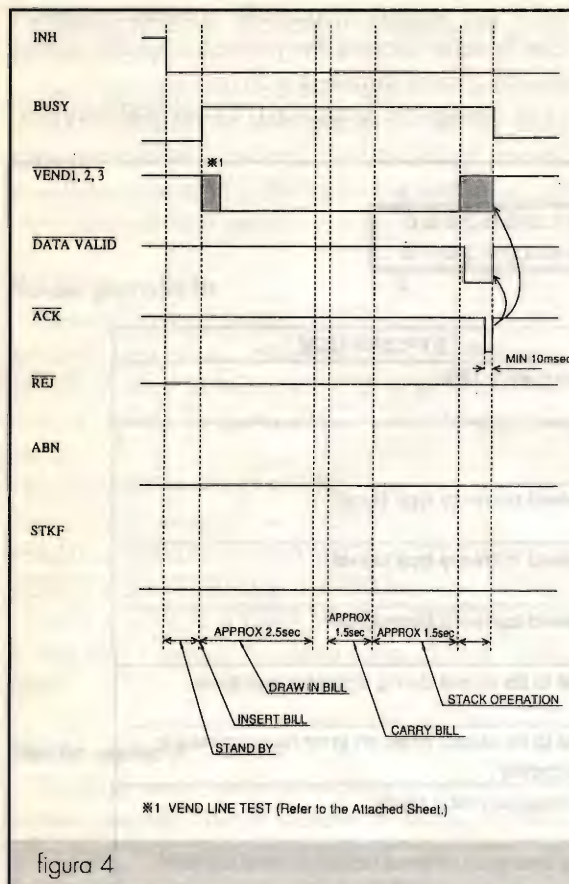 INH
BUSY
※1
VEND1, 2, 3
DATA VALID
ACK
MIN 10msec
REJ
ABN
STKF
APPROX 2.5sec
APPROX
1.5sec
APPROX 1.5sec
DRAW IN BILL
STACK OPERATION
INSERT BILL
CARRY BILL
STAND BY
※1 VEND LINE TEST (Refer to the Attached Sheet.)
figura 4